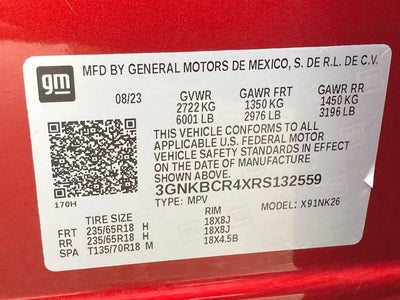 gm MFD BY GENERAL MOTORS DE MEXICO, S. DE R.L. DE C.V.
08/23 GVWR GAWR FRT GAWR RR
2722 KG 1350 KG 1450 KG
6001 LB 2976 LB 3196 LB
THIS VEHICLE CONFORMS TO ALL
APPLICABLE U.S. FEDERAL MOTOR
VEHICLE SAFETY STANDARDS IN EFFECT
ON THE DATE OF MANUFACTURE
SHOWN ABOVE.
3GNKBCR4XRS132559
170H TYPE: MPV MODEL: X91NK26
TIRE SIZE RIM
FRT 235/65R18 H 18X8J
RR 235/65R18 H 18X8J
SPA T135/70R18 M 18X4.5B